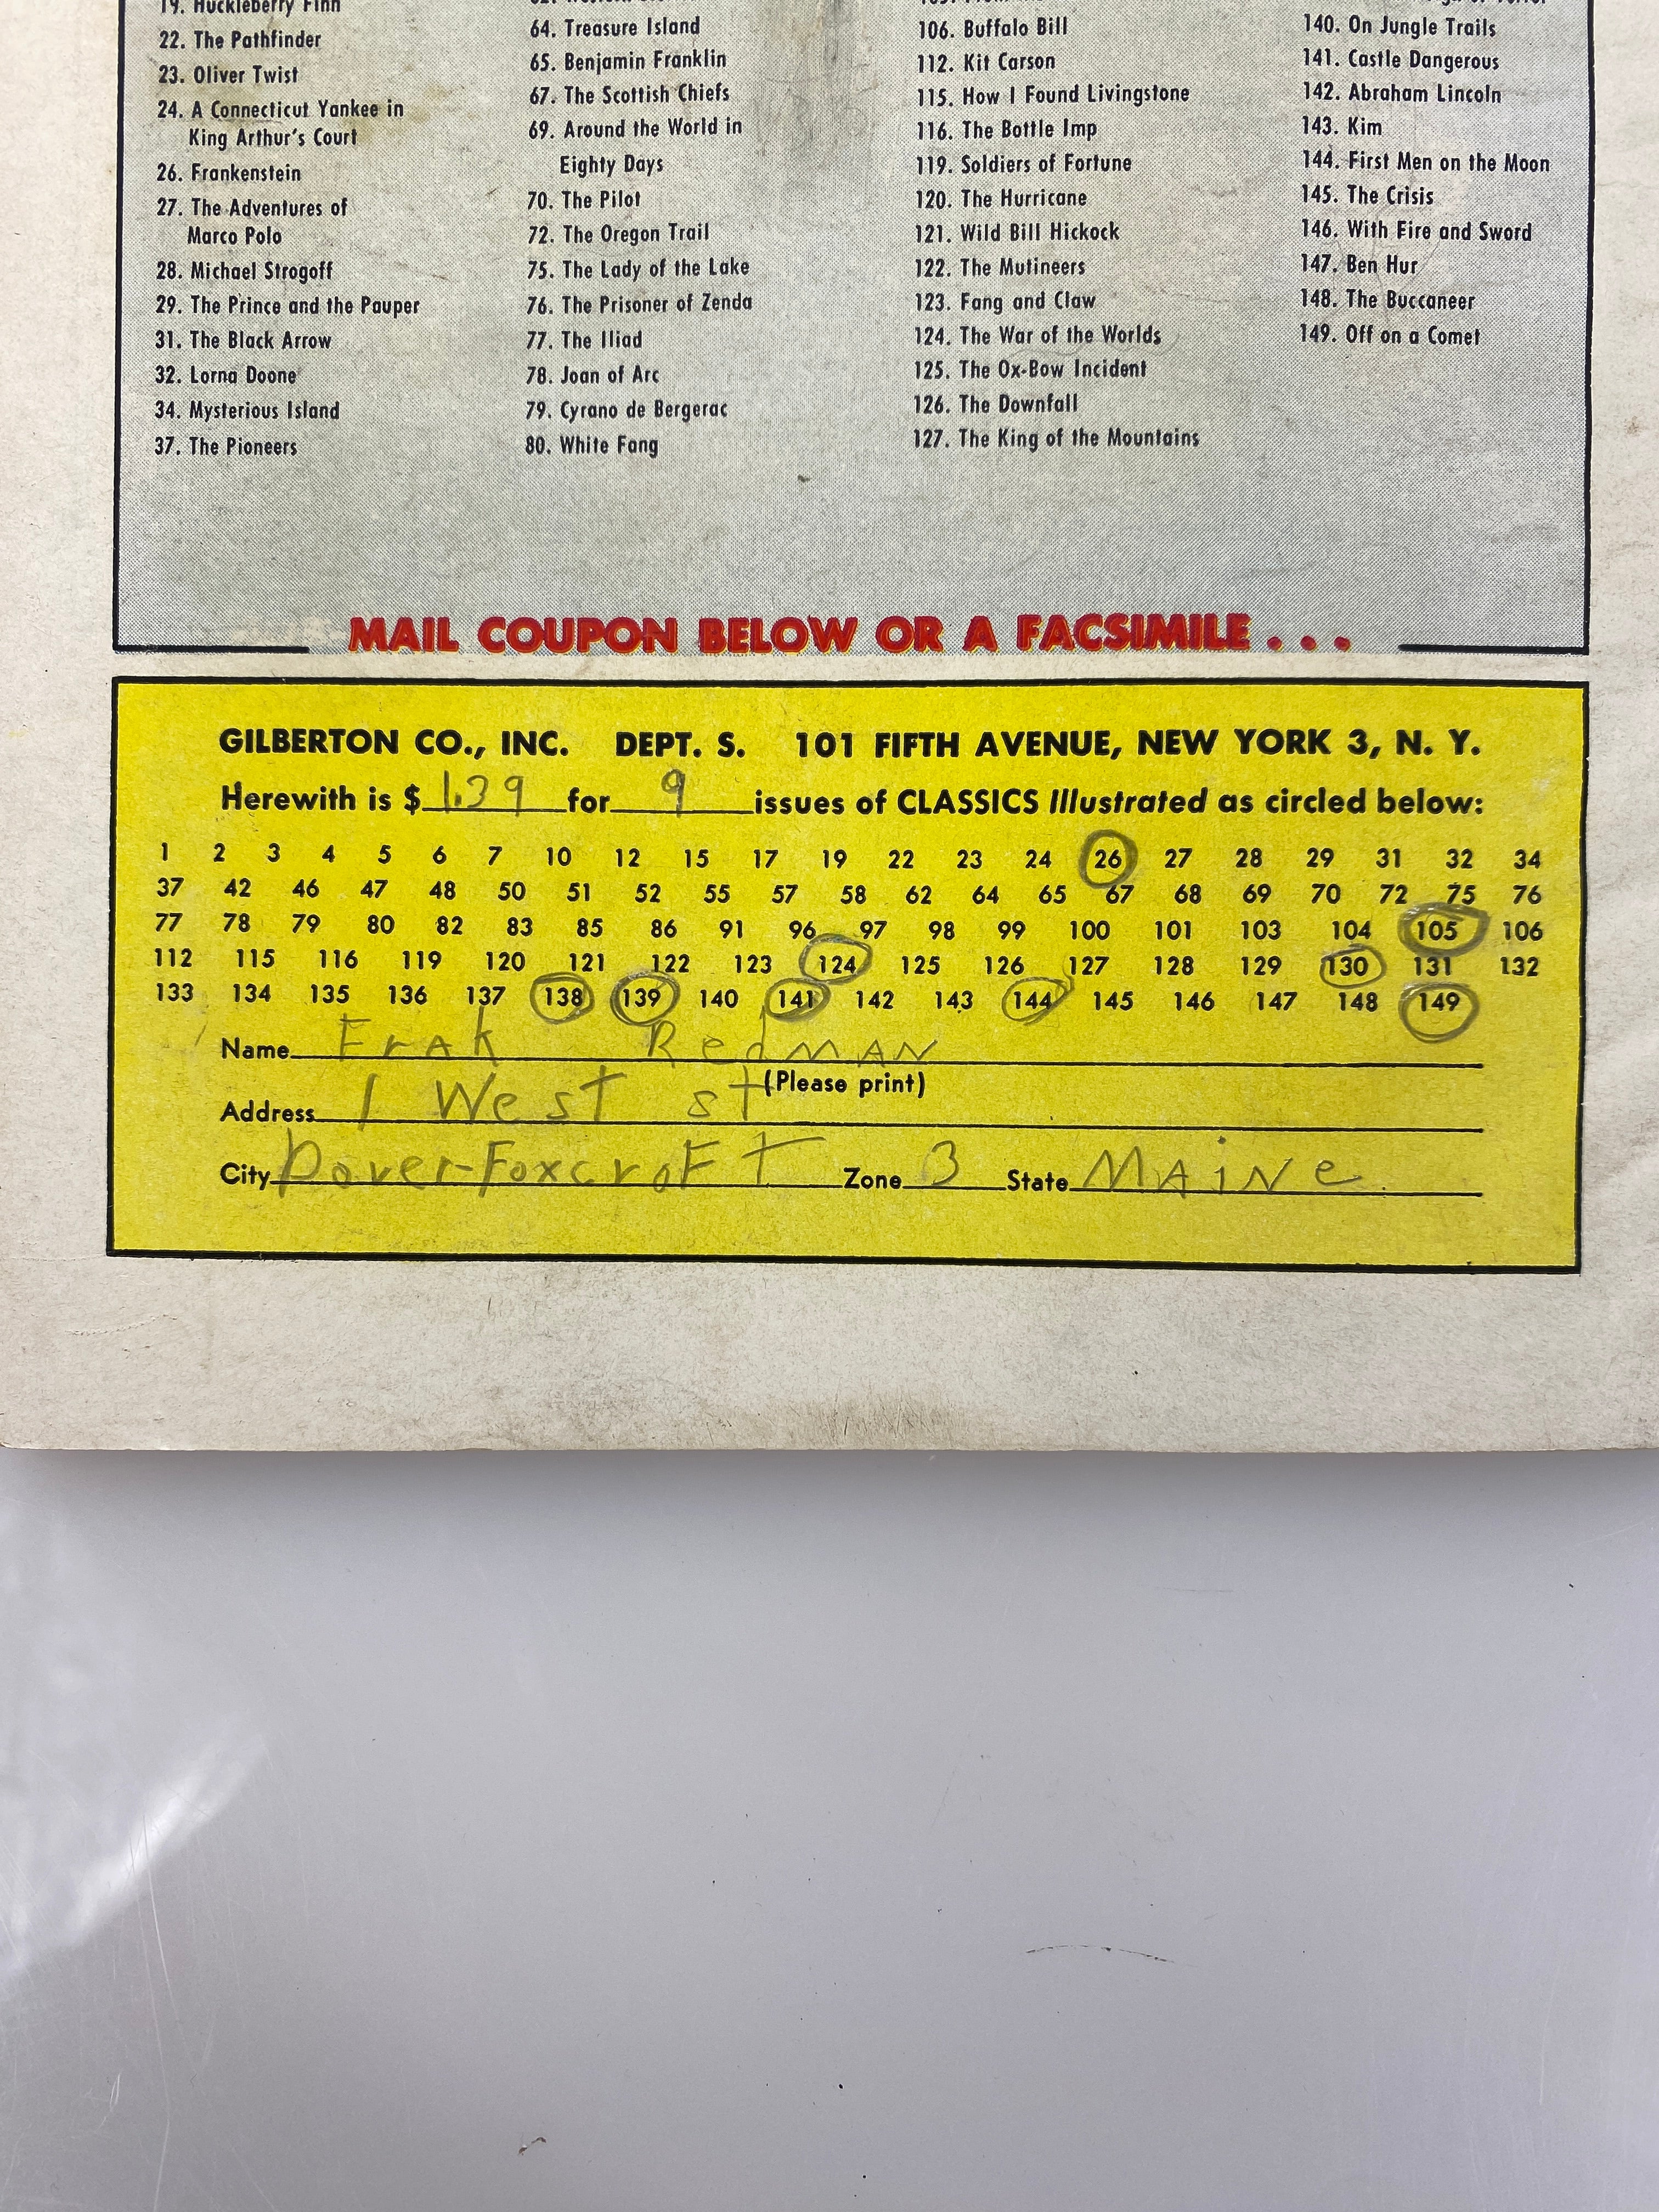 19. Huckleberry Finn
22. The Pathfinder
23. Oliver Twist
24. A Connecticut Yankee in
King Arthur's Court
26. Frankenstein
27. The Adventures of
Marco Polo
28. Michael Strogoff
29. The Prince and the Pauper
31. The Black Arrow
32. Lorna Doone
34. Mysterious Island
37. The Pioneers
64. Treasure Island
65. Benjamin Franklin
67. The Scottish Chiefs
69. Around the World in
Eighty Days
70. The Pilot
72. The Oregon Trail
75. The Lady of the Lake
76. The Prisoner of Zenda
77. The Iliad
78. Joan of Arc
79. Cyrano de Bergerac
80. White Fang
106. Buffalo Bill
112. Kit Carson
115. How I Found Livingstone
116. The Bottle Imp
119. Soldiers of Fortune
120. The Hurricane
121. Wild Bill Hickock
122. The Mutineers
123. Fang and Claw
124. The War of the Worlds
125. The Ox-Bow Incident
126. The Downfall
127. The King of the Mountains
140. On Jungle Trails
141. Castle Dangerous
142. Abraham Lincoln
143. Kim
144. First Men on the Moon
145. The Crisis
146. With Fire and Sword
147. Ben Hur
148. The Buccaneer
149. Off on a Comet
MAIL COUPON BELOW OR A FACSIMILE . . .
GILBERTON CO., INC. DEPT. S. 101 FIFTH AVENUE, NEW YORK 3, N. Y.
Herewith is $ 1.39 for 9 issues of CLASSICS Illustrated as circled below:
1 2 3 4 5 6 7 10 12 15 17 19 22 23 24 26 27 28 29 31 32 34
37 42 46 47 48 50 51 52 55 57 58 62 64 65 67 68 69 70 72 75 76
77 78 79 80 82 83 85 86 91 96 97 98 99 100 101 103 104 105 106
112 115 116 119 120 121 122 123 124 125 126 127 128 129 130 131 132
133 134 135 136 137 138 139 140 141 142 143 144 145 146 147 148 149
Name Frak RedMAN
(Please print)
Address 1 West st
City Dover-FoxcroFt Zone 3 State MAiNe